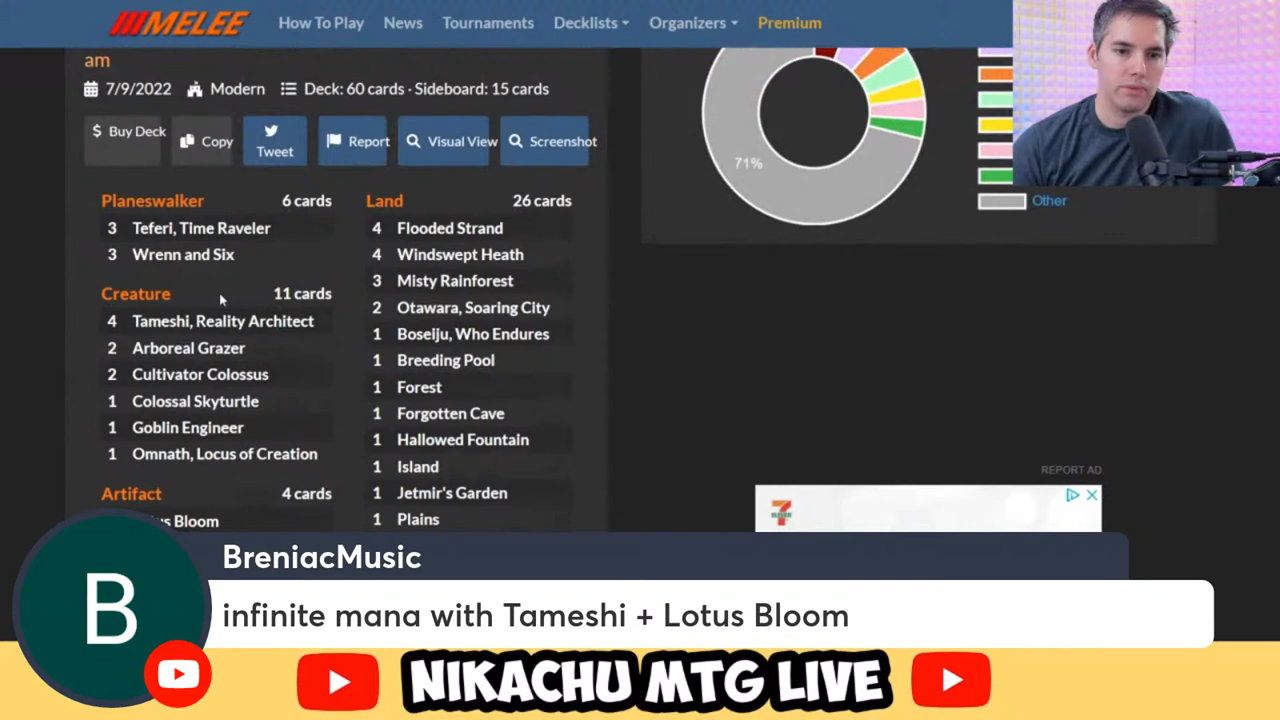 MELEE
How To Play
News
Tournaments
Decklists
Organizers
Premium
am
7/9/2022 Modern Deck: 60 cards · Sideboard: 15 cards
$ Buy Deck
Copy
Tweet
Report
Visual View
Screenshot
71%
Other
Planeswalker 6 cards
3 Teferi, Time Raveler
3 Wrenn and Six
Creature 11 cards
4 Tameshi, Reality Architect
2 Arboreal Grazer
2 Cultivator Colossus
1 Colossal Skyturtle
1 Goblin Engineer
1 Omnath, Locus of Creation
Artifact 4 cards
us Bloom
Land 26 cards
4 Flooded Strand
4 Windswept Heath
3 Misty Rainforest
2 Otawara, Soaring City
1 Boseiju, Who Endures
1 Breeding Pool
1 Forest
1 Forgotten Cave
1 Hallowed Fountain
1 Island
1 Jetmir's Garden
1 Plains
REPORT AD
B
BreniacMusic
infinite mana with Tameshi + Lotus Bloom
NIKACHU MTG LIVE